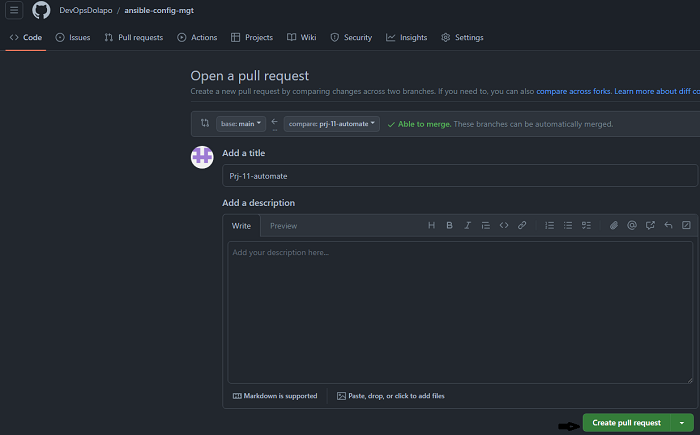 DevOpsDolapo / ansible-config-mgt
Code Issues Pull requests Actions Projects Wiki Security Insights Settings
Open a pull request
Create a new pull request by comparing changes across two branches. If you need to, you can also compare across forks. Learn more about diff co
base: main compare: prj-11-automate Able to merge. These branches can be automatically merged.
Add a title
Prj-11-automate
Add a description
Write Preview
Add your description here...
Markdown is supported Paste, drop, or click to add files
Create pull request